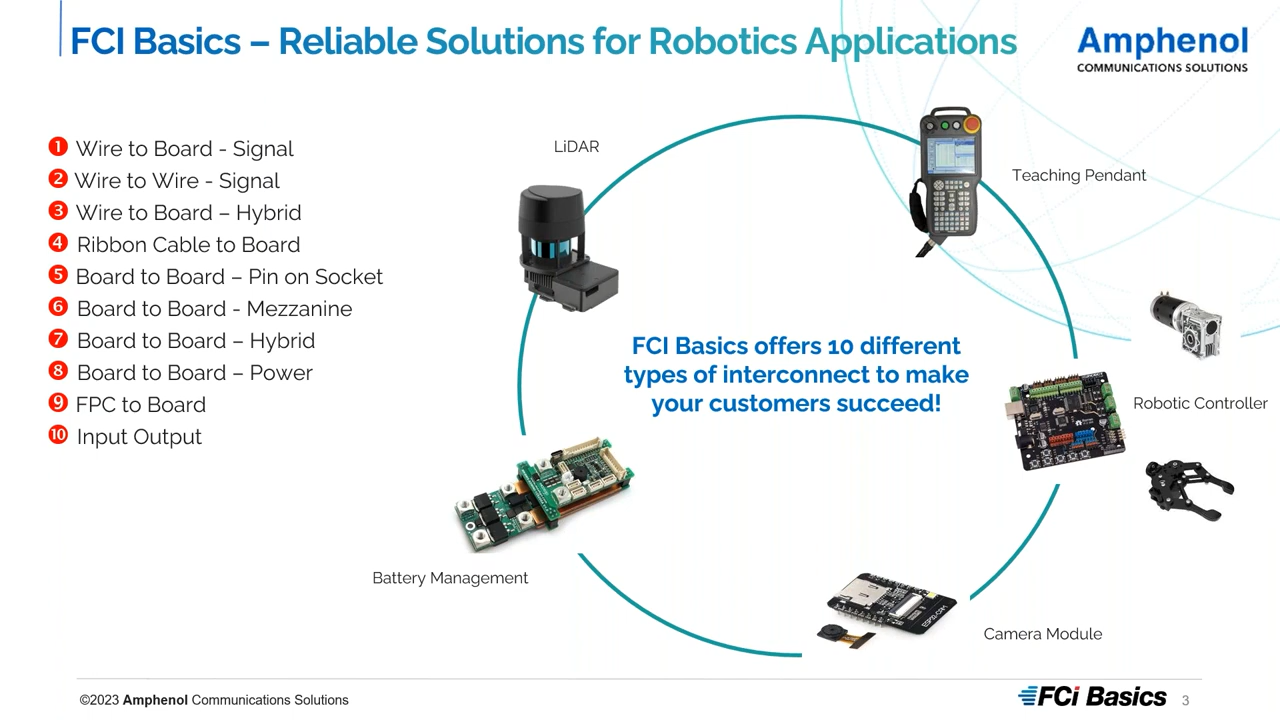 FCI Basics – Reliable Solutions for Robotics Applications
Amphenol
COMMUNICATIONS SOLUTIONS
1 Wire to Board - Signal
2 Wire to Wire - Signal
3 Wire to Board – Hybrid
4 Ribbon Cable to Board
5 Board to Board – Pin on Socket
6 Board to Board - Mezzanine
7 Board to Board – Hybrid
8 Board to Board – Power
9 FPC to Board
10 Input Output
LiDAR
Teaching Pendant
FCI Basics offers 10 different
types of interconnect to make
your customers succeed!
Robotic Controller
Battery Management
ESP32-CAM
Camera Module
©2023 Amphenol Communications Solutions
FCi Basics
3